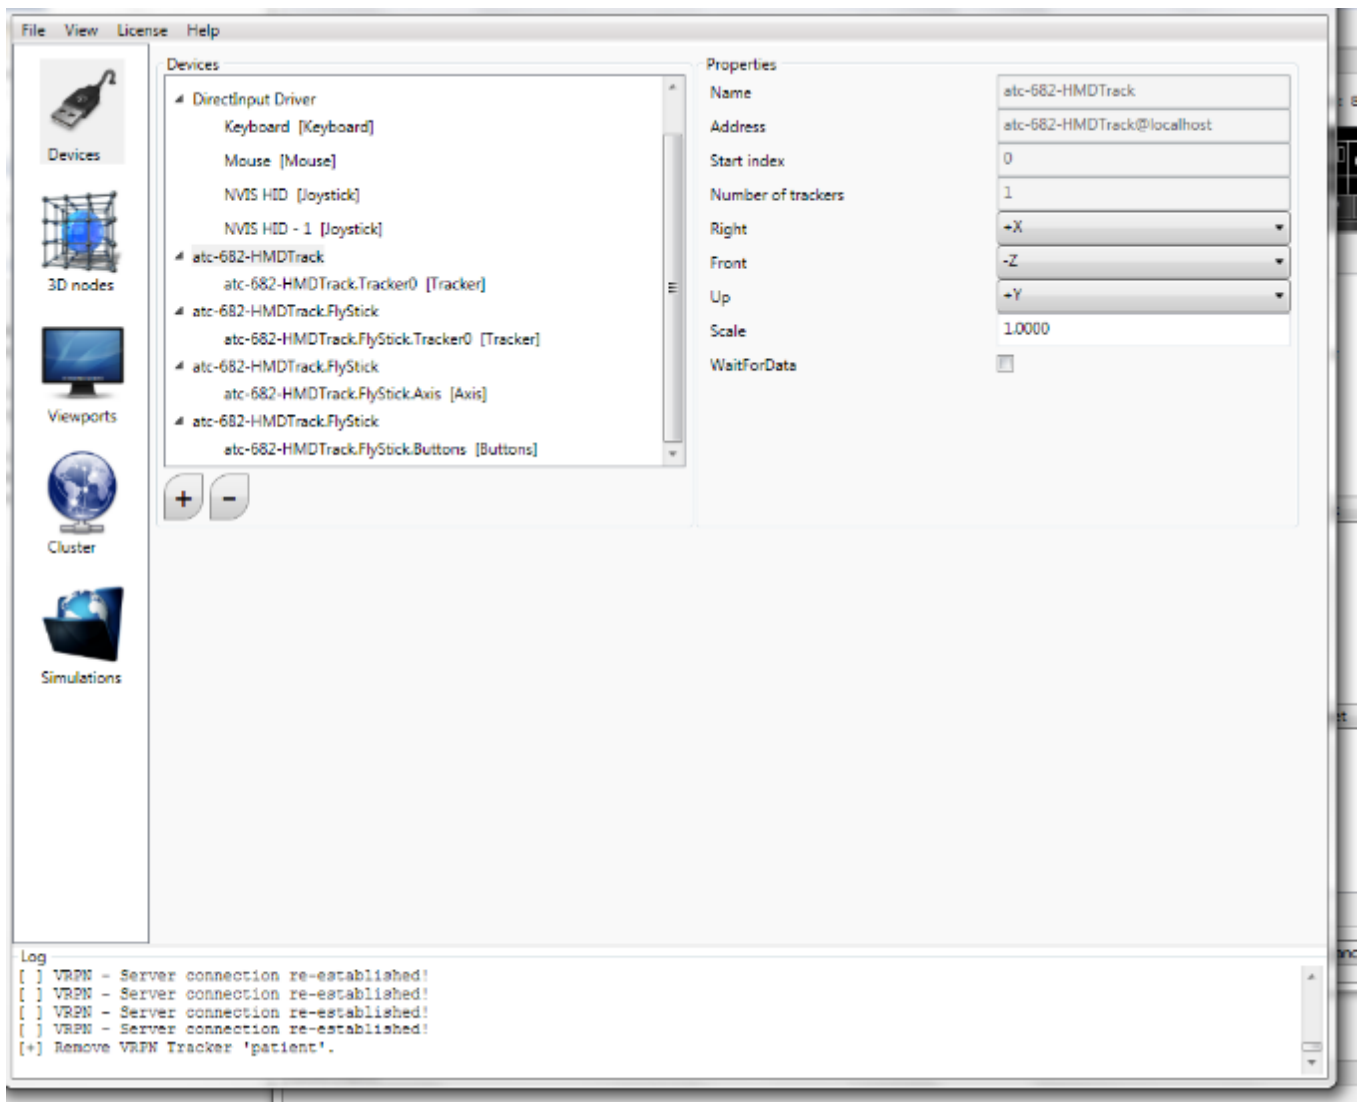 File View License Help
Devices
3D nodes
Viewports
Cluster
Simulations
Devices
DirectInput Driver
Keyboard [Keyboard]
Mouse [Mouse]
NVIS HID [Joystick]
NVIS HID - 1 [Joystick]
atc-682-HMDTrack
atc-682-HMDTrack.Tracker0 [Tracker]
atc-682-HMDTrack.FlyStick
atc-682-HMDTrack.FlyStick.Tracker0 [Tracker]
atc-682-HMDTrack.FlyStick
atc-682-HMDTrack.FlyStick.Axis [Axis]
atc-682-HMDTrack.FlyStick
atc-682-HMDTrack.FlyStick.Buttons [Buttons]
+ -
Properties
Name atc-682-HMDTrack
Address atc-682-HMDTrack@localhost
Start index 0
Number of trackers 1
Right +X
Front -Z
Up +Y
Scale 1.0000
WaitForData
Log
[ ] VRPN - Server connection re-established!
[ ] VRPN - Server connection re-established!
[ ] VRPN - Server connection re-established!
[ ] VRPN - Server connection re-established!
[+] Remove VRPN Tracker 'patient'.